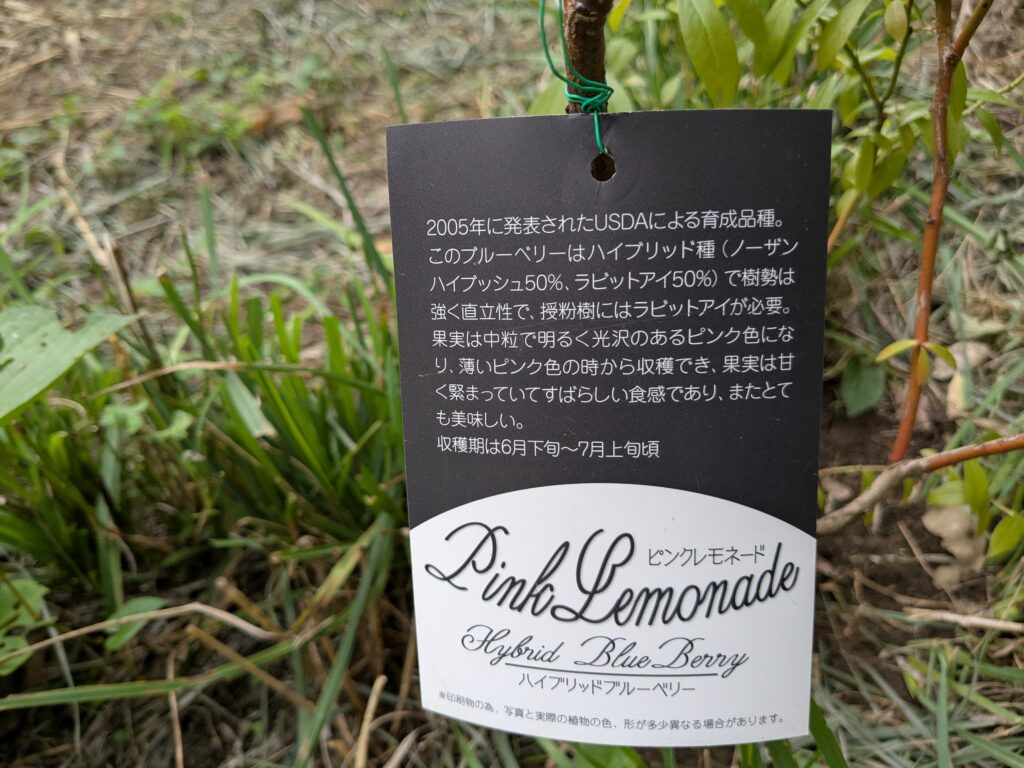 2005年に発表されたUSDAによる育成品種。
このブルーベリーはハイブリッド種（ノーザン
ハイブッシュ50%、ラビットアイ50%）で樹勢は
強く直立性で、授粉樹にはラビットアイが必要。
果実は中粒で明るく光沢のあるピンク色にな
り、薄いピンク色の時から収穫でき、果実は甘
く緊まっていてすばらしい食感であり、またとて
も美味しい。
収穫期は6月下旬〜7月上旬頃
ピンクレモネード
Pink Lemonade
Hybrid Blue Berry
ハイブリッドブルーベリー
※印刷物の為、写真と実際の植物の色、形が多少異なる場合があります。